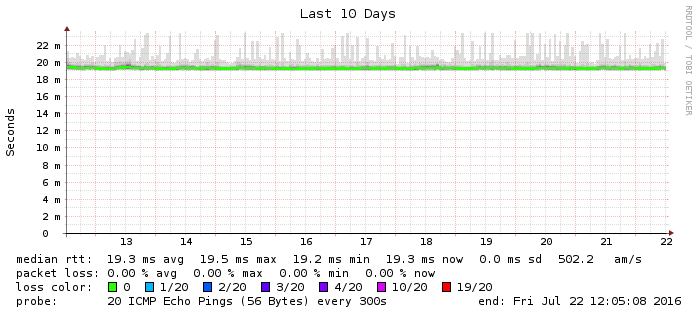 Last 10 Days
RRDTOOL / TOBI OETIKER
Seconds
22 m
20 m
18 m
16 m
14 m
12 m
10 m
8 m
6 m
4 m
2 m
0 m
13 14 15 16 17 18 19 20 21 22
median rtt: 19.3 ms avg 19.5 ms max 19.2 ms min 19.3 ms now 0.0 ms sd 502.2 am/s
packet loss: 0.00 % avg 0.00 % max 0.00 % min 0.00 % now
loss color: 0 1/20 2/20 3/20 4/20 10/20 19/20
probe: 20 ICMP Echo Pings (56 Bytes) every 300s end: Fri Jul 22 12:05:08 2016